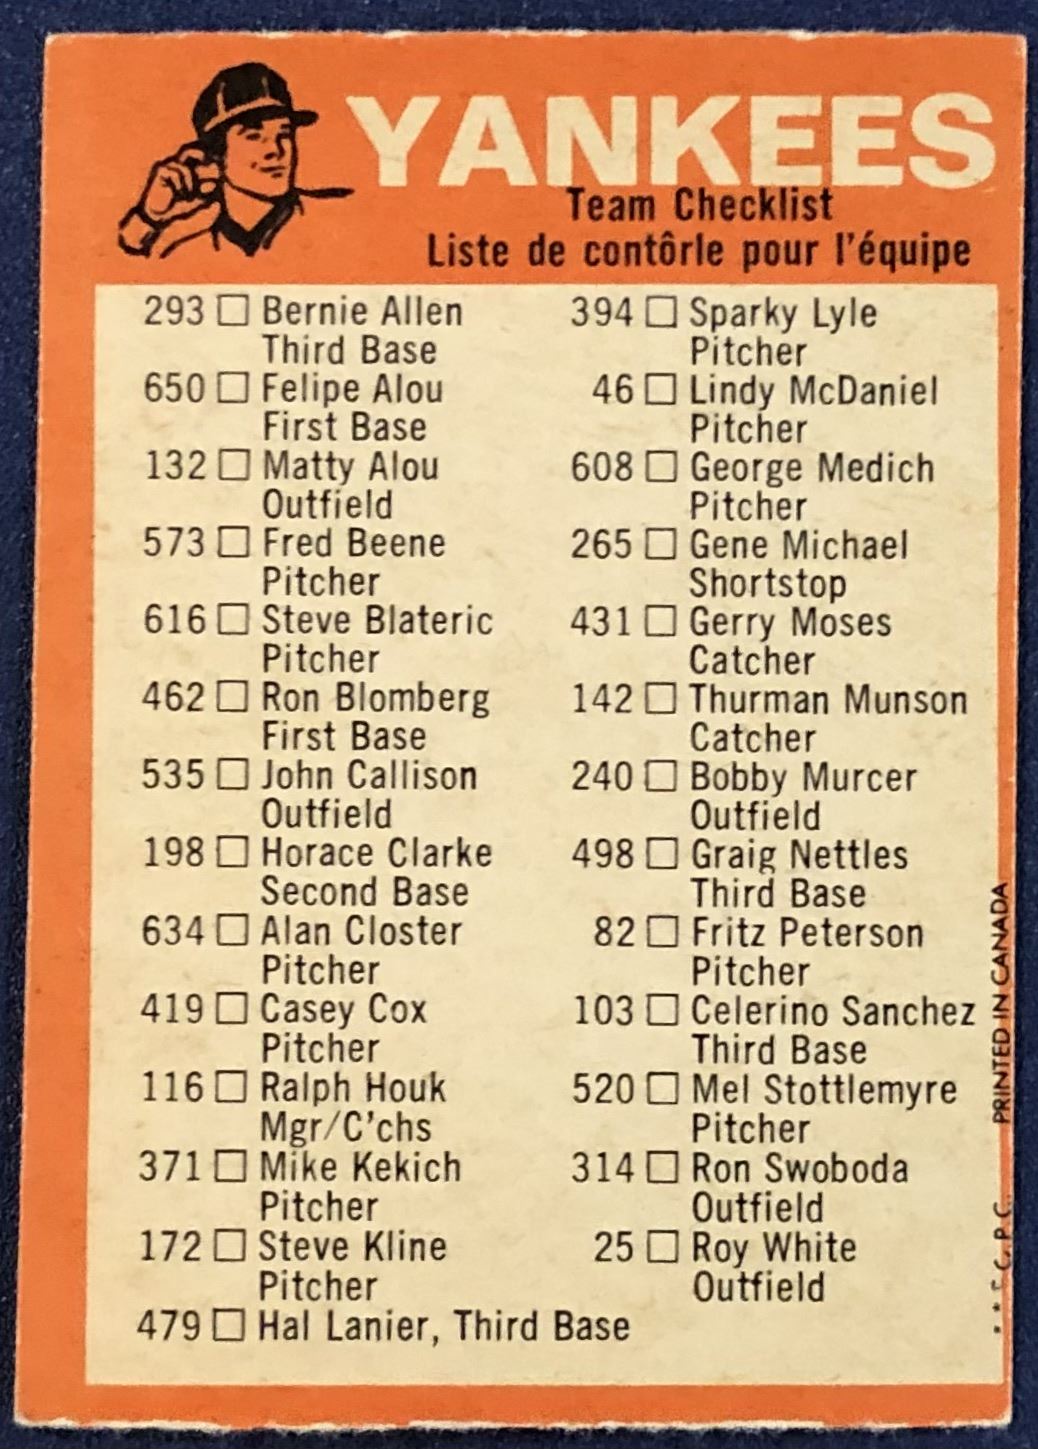 YANKEES
Team Checklist
Liste de contôrle pour l'équipe
293 Bernie Allen
Third Base
650 Felipe Alou
First Base
132 Matty Alou
Outfield
573 Fred Beene
Pitcher
616 Steve Blateric
Pitcher
462 Ron Blomberg
First Base
535 John Callison
Outfield
198 Horace Clarke
Second Base
634 Alan Closter
Pitcher
419 Casey Cox
Pitcher
116 Ralph Houk
Mgr/C'chs
371 Mike Kekich
Pitcher
172 Steve Kline
Pitcher
479 Hal Lanier, Third Base
394 Sparky Lyle
Pitcher
46 Lindy McDaniel
Pitcher
608 George Medich
Pitcher
265 Gene Michael
Shortstop
431 Gerry Moses
Catcher
142 Thurman Munson
Catcher
240 Bobby Murcer
Outfield
498 Graig Nettles
Third Base
82 Fritz Peterson
Pitcher
103 Celerino Sanchez
Third Base
520 Mel Stottlemyre
Pitcher
314 Ron Swoboda
Outfield
25 Roy White
Outfield
PRINTED IN CANADA